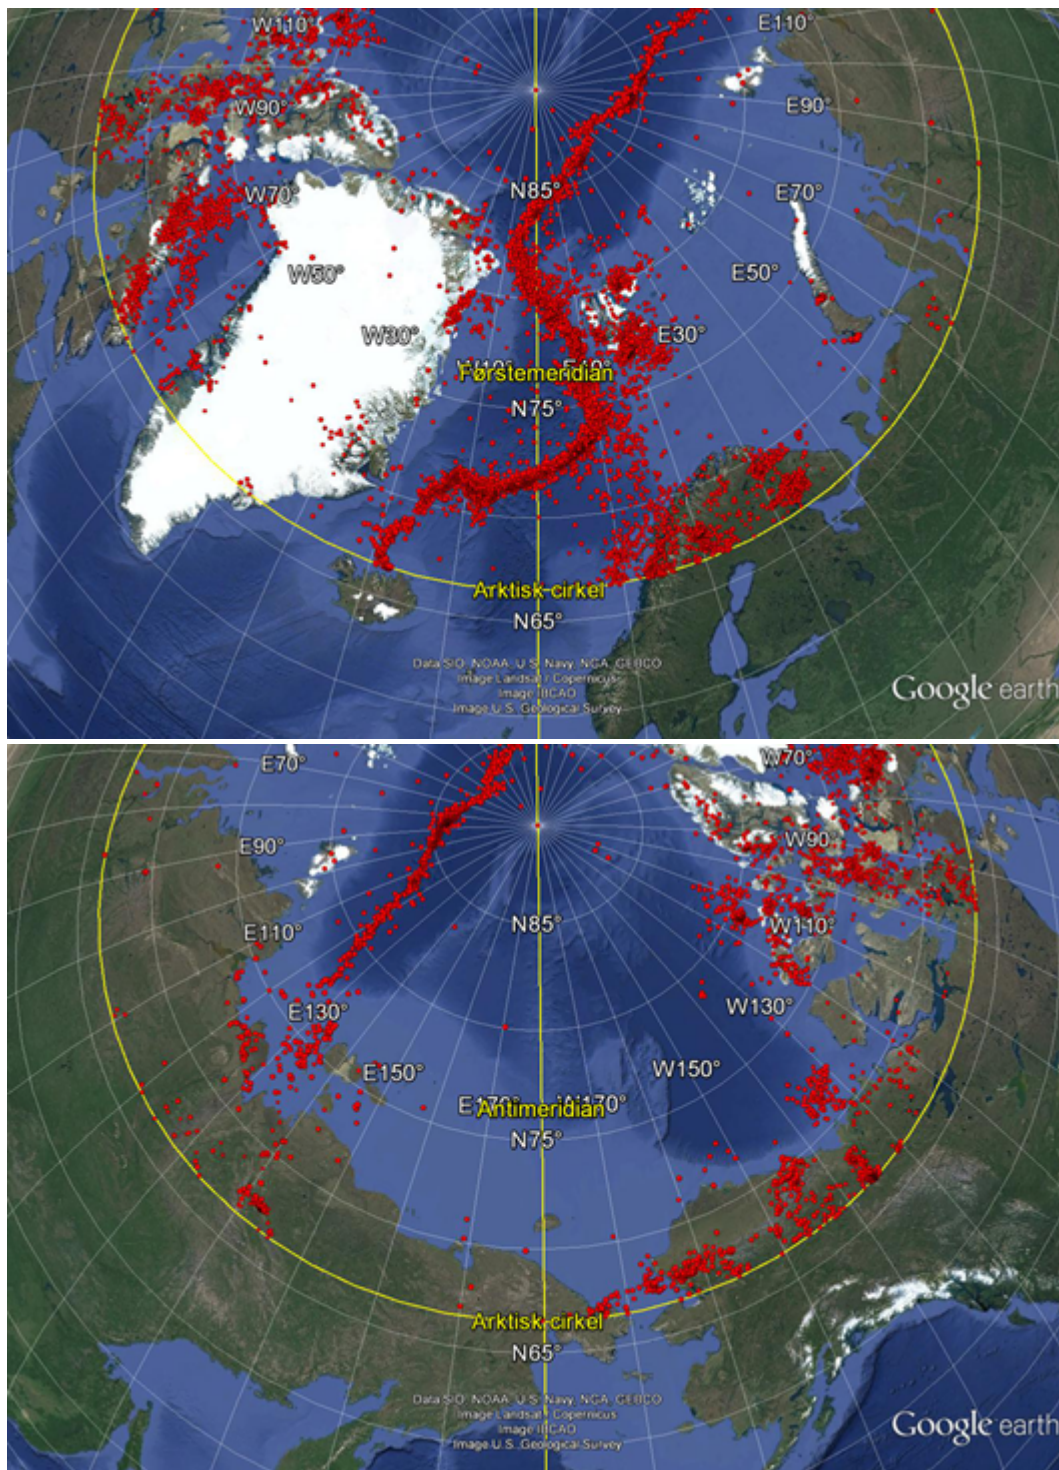 W110°
E110°
W90°
E90°
N85°
W70°
E70°
W50°
E50°
W30°
E30°
Førstemeridian
N75°
Arktisk cirkel
N65°
Data SIO, NOAA, U.S. Navy, NGA, GEBCO
Image Landsat / Copernicus
Image IBCAO
Image U.S. Geological Survey
Google earth
E70°
W70°
E90°
W90
N85°
E110°
W110°
E130°
W130°
E150°
W150°
E170°
W170°
Antimeridian
N75°
Arktisk cirkel
N65°
Data SIO, NOAA, U.S. Navy, NGA, GEBCO
Image Landsat / Copernicus
Image IBCAO
Image U.S. Geological Survey
Google earth